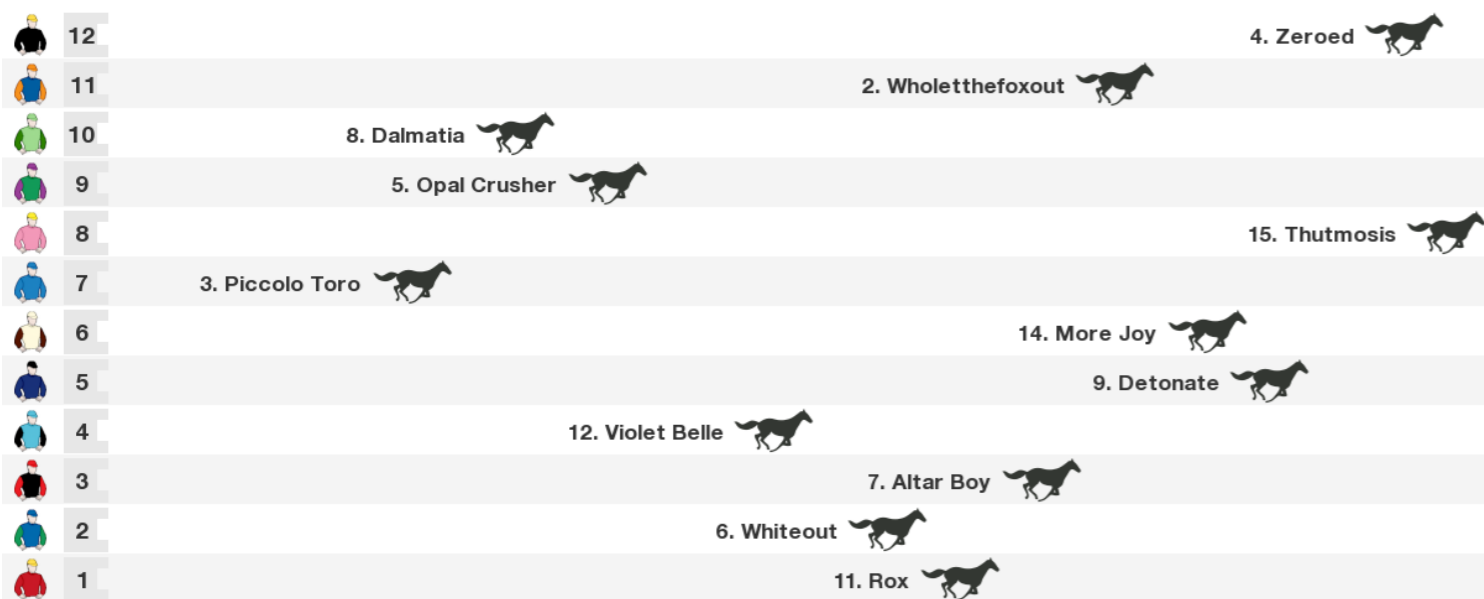 12 4. Zeroed
11 2. Wholetthefoxout
10 8. Dalmatia
9 5. Opal Crusher
8 15. Thutmosis
7 3. Piccolo Toro
6 14. More Joy
5 9. Detonate
4 12. Violet Belle
3 7. Altar Boy
2 6. Whiteout
1 11. Rox